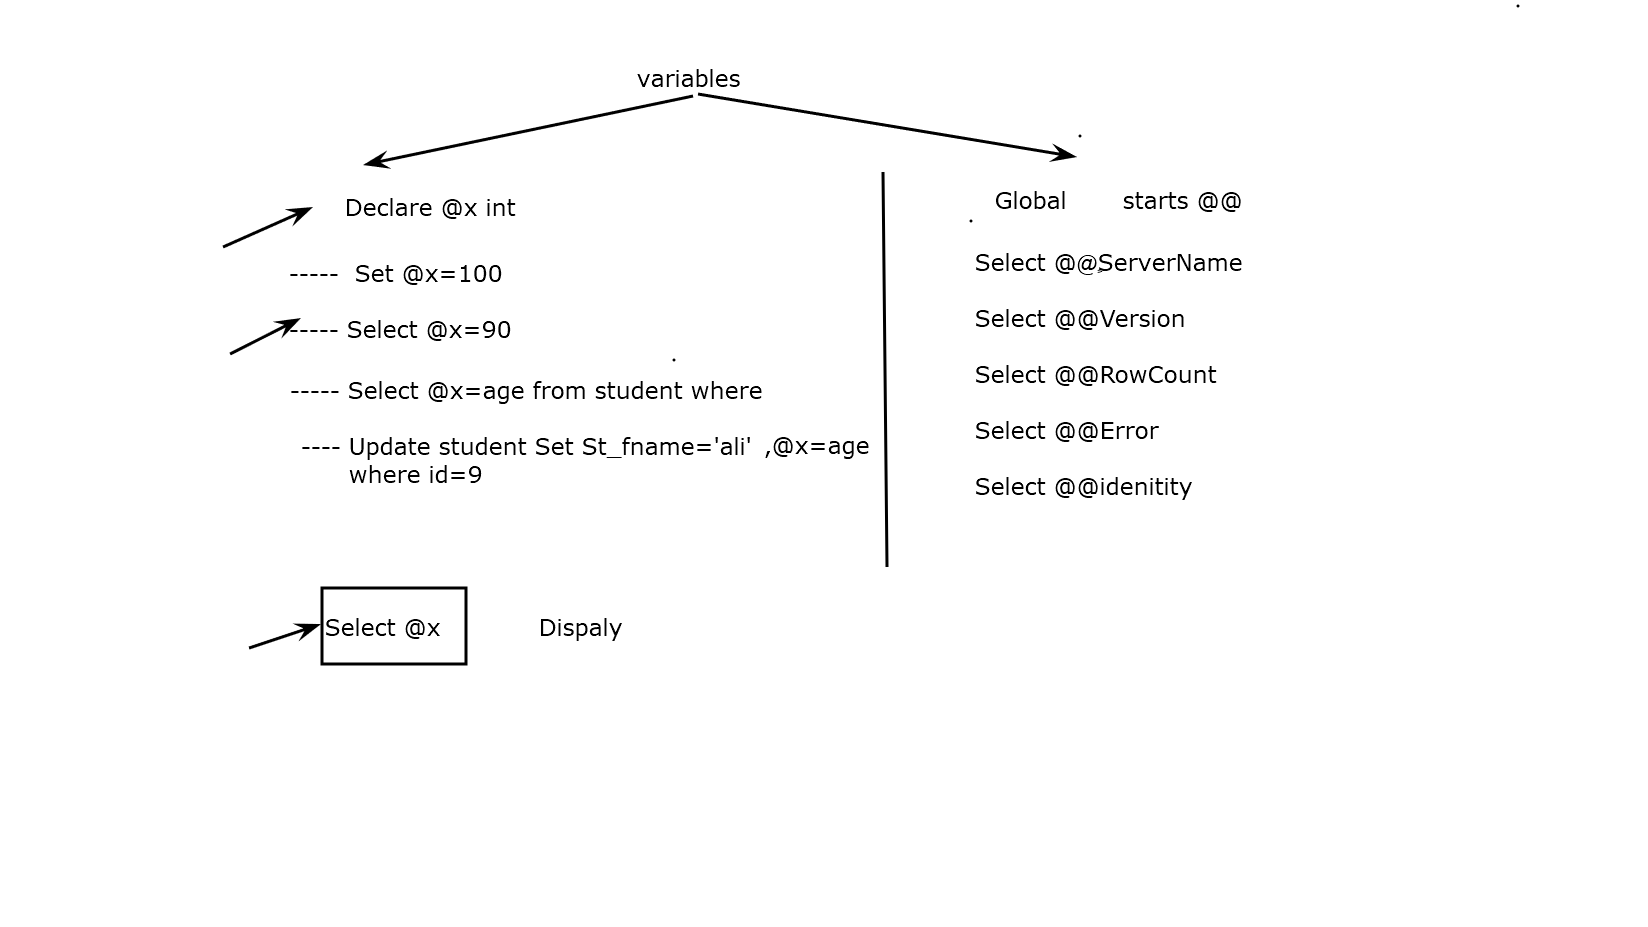 variables
Declare @x int
----- Set @x=100
----- Select @x=90
----- Select @x=age from student where
---- Update student Set St_fname='ali' ,@x=age
where id=9
Select @x
Dispaly
Global starts @@
Select @@ServerName
Select @@Version
Select @@RowCount
Select @@Error
Select @@idenitity